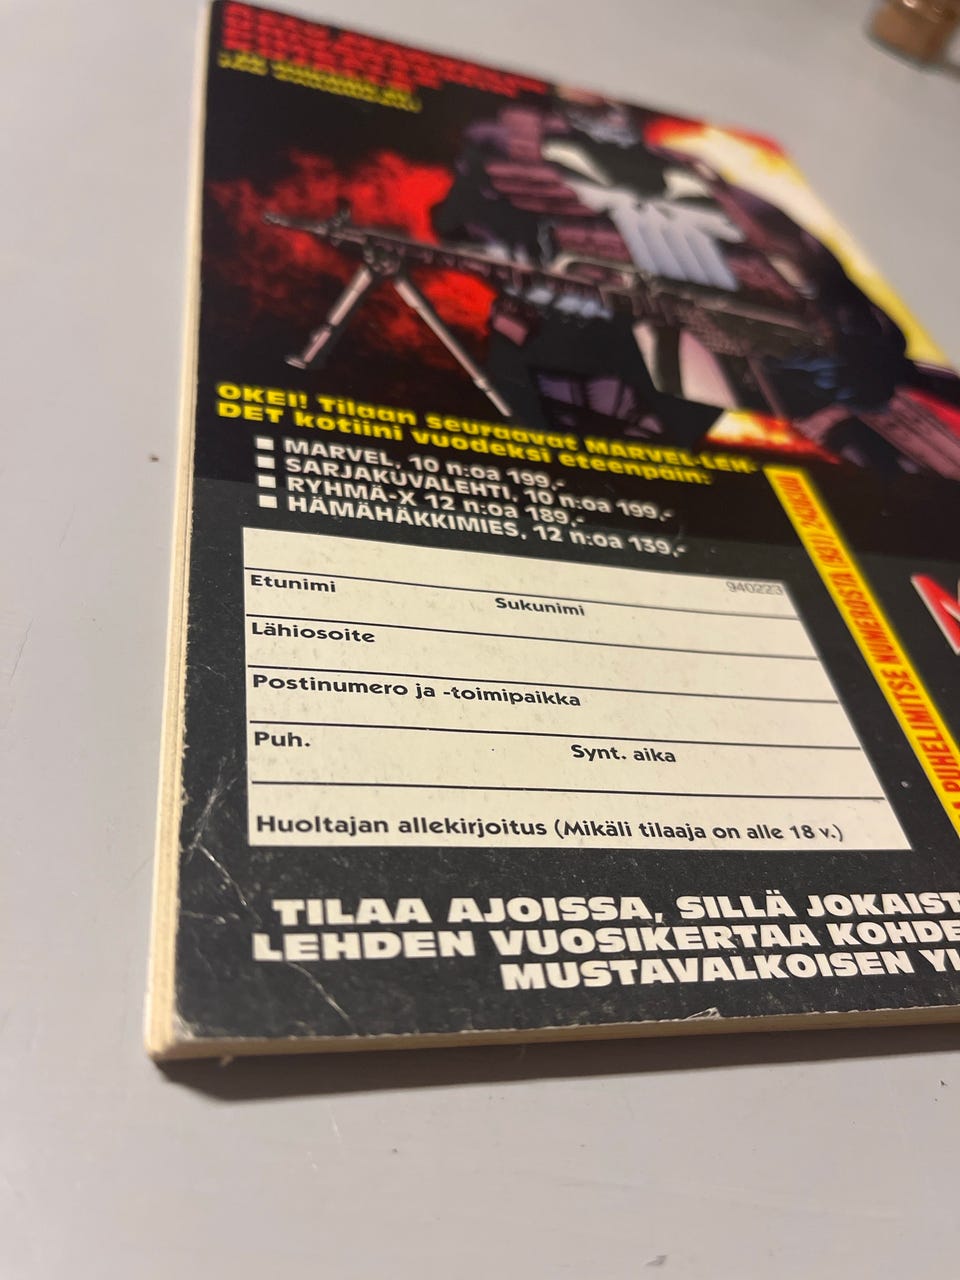 OKEI! Tilaan seuraavat MARVEL-LEH-
DET kotiini vuodeksi eteenpäin:
■ MARVEL, 10 n:oa 199,-
■ SARJAKUVALEHTI, 10 n:oa 199,-
■ RYHMÄ-X 12 n:oa 189,-
■ HÄMÄHÄKKIMIES, 12 n:oa 139,-
940223
Etunimi Sukunimi
Lähiosoite
Postinumero ja -toimipaikka
Puh. Synt. aika
Huoltajan allekirjoitus (Mikäli tilaaja on alle 18 v.)
PUHELIMITSE NUMEROSTA (931)
TILAA AJOISSA, SILLÄ JOKAIST
LEHDEN VUOSIKERTAA KOHDE
MUSTAVALKOISEN YL